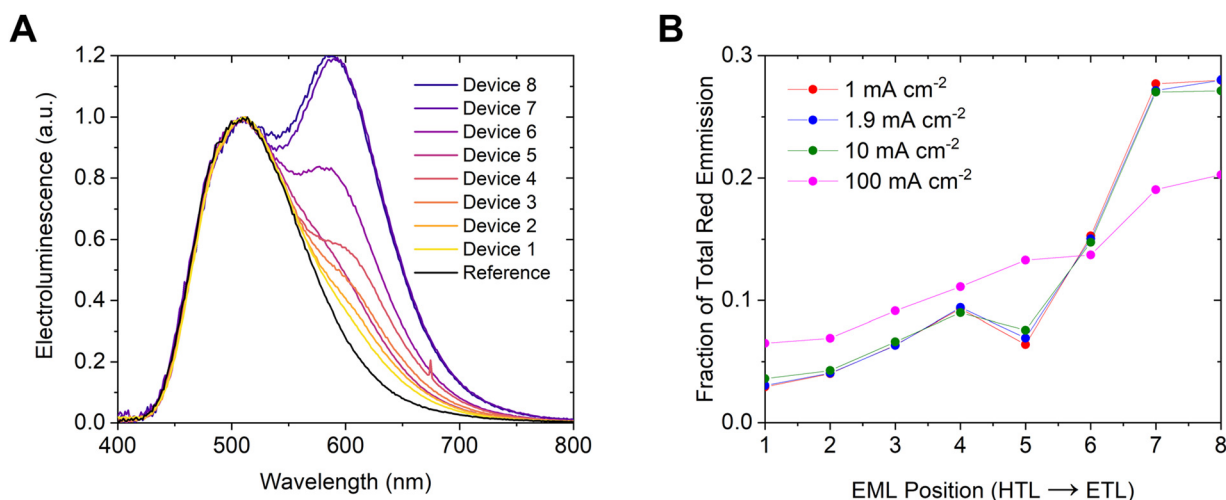 A
Electroluminescence (a.u.)
1.2
1.0
0.8
0.6
0.4
0.2
0.0
400
500
600
700
800
Wavelength (nm)
Device 8
Device 7
Device 6
Device 5
Device 4
Device 3
Device 2
Device 1
Reference
B
Fraction of Total Red Emmission
0.3
0.2
0.1
0.0
1
2
3
4
5
6
7
8
EML Position (HTL → ETL)
1 mA cm⁻²
1.9 mA cm⁻²
10 mA cm⁻²
100 mA cm⁻²